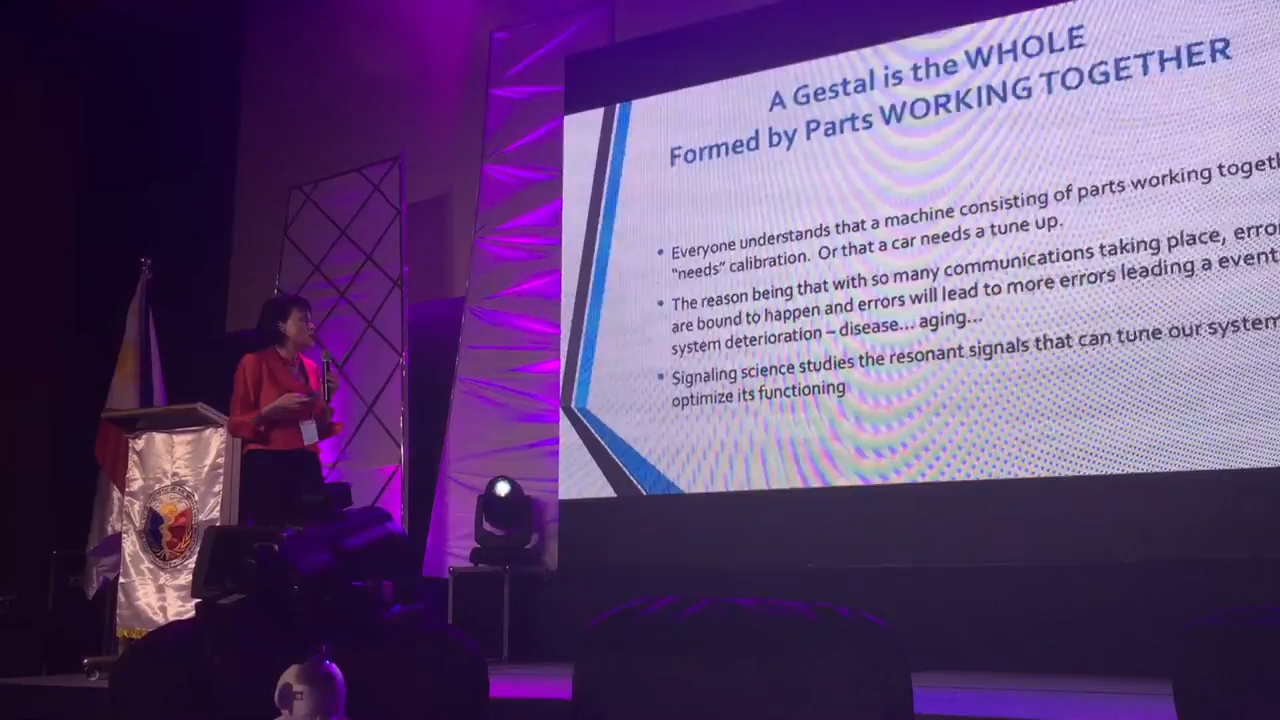 A Gestal is the WHOLE
Formed by Parts WORKING TOGETHER
• Everyone understands that a machine consisting of parts working togeth
"needs" calibration. Or that a car needs a tune up.
• The reason being that with so many communications taking place, erro
are bound to happen and errors will lead to more errors leading a event
system deterioration – disease... aging...
• Signaling science studies the resonant signals that can tune our system
optimize its functioning